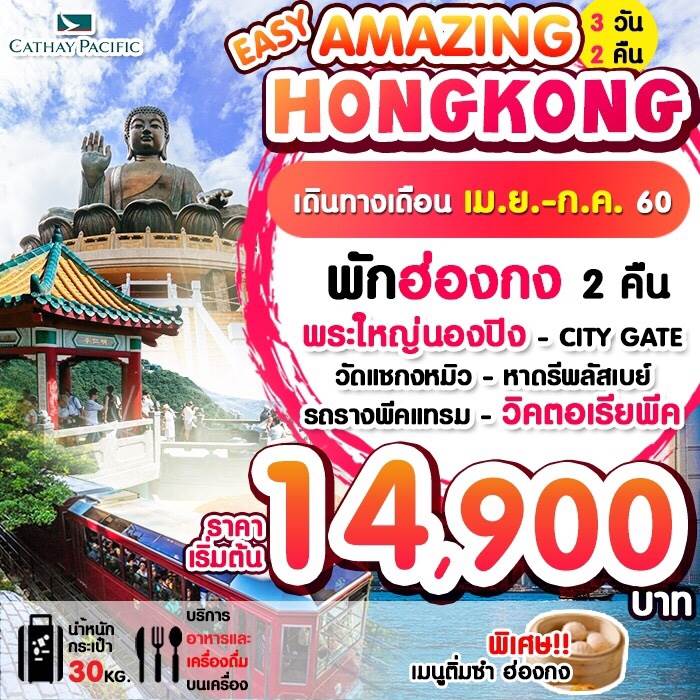 CATHAY PACIFIC
EASY AMAZING
3 วัน
2 คืน
HONGKONG
เดินทางเดือน เม.ย.-ก.ค. 60
พักฮ่องกง 2 คืน
พระใหญ่นองปิง - CITY GATE
วัดแชกงหมิว - หาดรีพลัสเบย์
รถรางพีคแทรม - วิคตอเรียพีค
ราคา
เริ่มต้น
14,900
บาท
น้ำหนัก
กระเป๋า
30KG.
บริการ
อาหารและ
เครื่องดื่ม
บนเครื่อง
พิเศษ!!
เมนูติ่มซำ ฮ่องกง